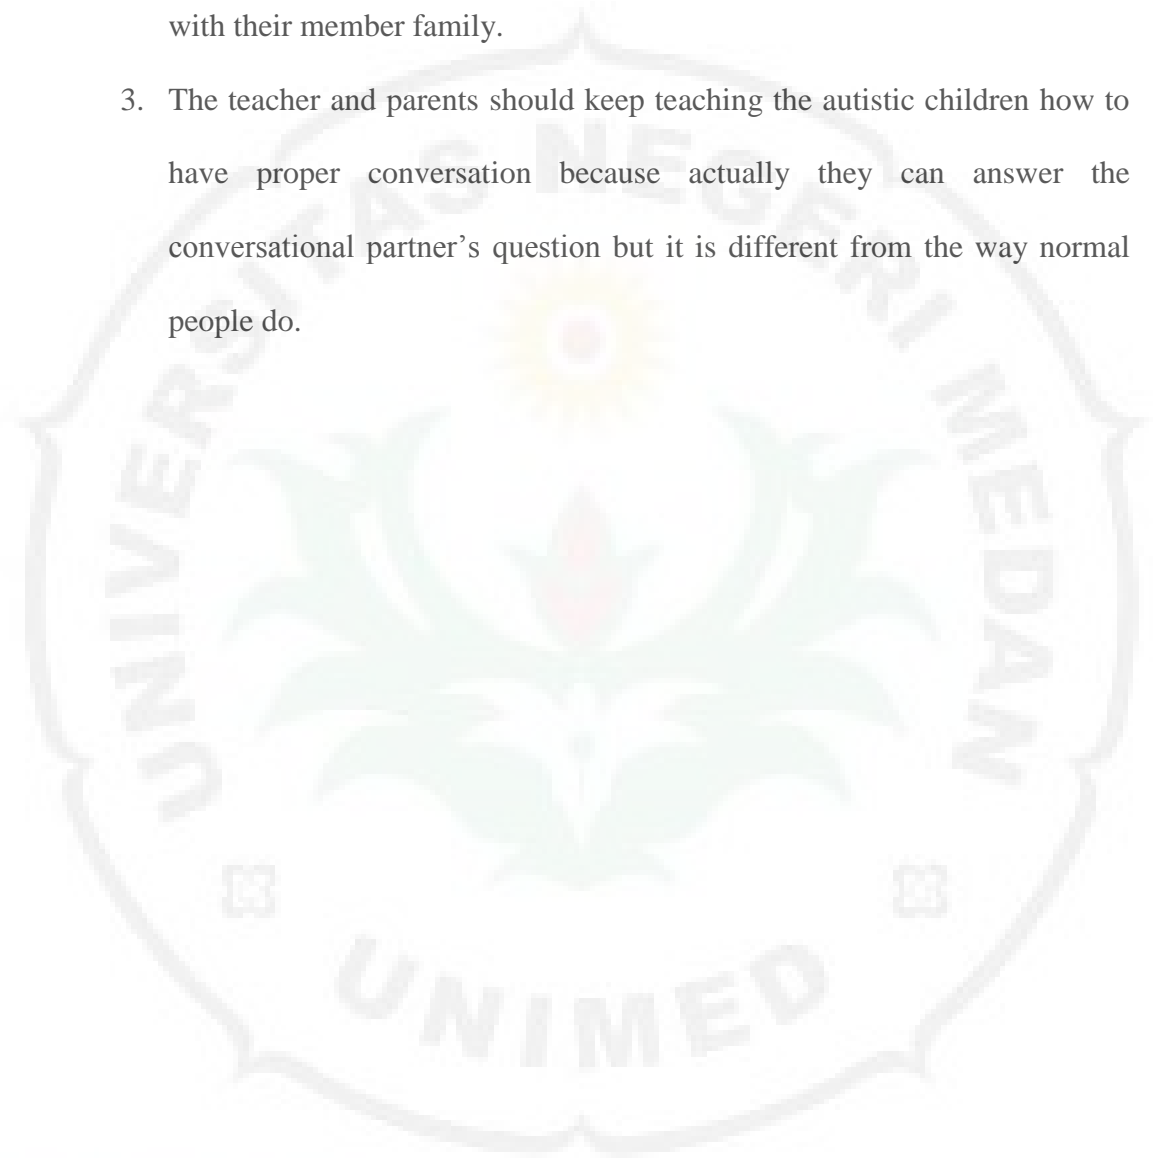 with their member family.
3. The teacher and parents should keep teaching the autistic children how to
have proper conversation because actually they can answer the
conversational partner’s question but it is different from the way normal
people do.
UNIVERSITAS NEGERI MEDAN
UNIMED